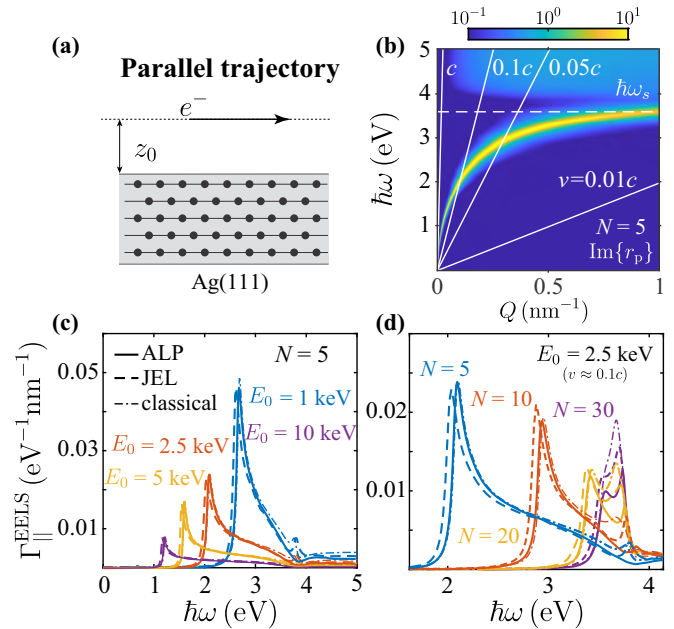 (a)
Parallel trajectory
e⁻
z₀
Ag(111)
(b)
10⁻¹ 10⁰ 10¹
c 0.1c 0.05c
ħωₛ
v=0.01c
N = 5
Im{rₚ}
ħω (eV)
5
4
3
2
1
0 0.5 1
Q (nm⁻¹)
(c)
ALP
JEL
classical
N = 5
E₀ = 1 keV
E₀ = 10 keV
E₀ = 2.5 keV
E₀ = 5 keV
Γ∥ᴱᴱᴸˢ (eV⁻¹nm⁻¹)
0.05
0.03
0.01
0 1 2 3 4 5
ħω (eV)
(d)
E₀ = 2.5 keV
(v ≈ 0.1c)
N = 5
N = 10
N = 30
N = 20
0.02
0.01
2 3 4
ħω (eV)